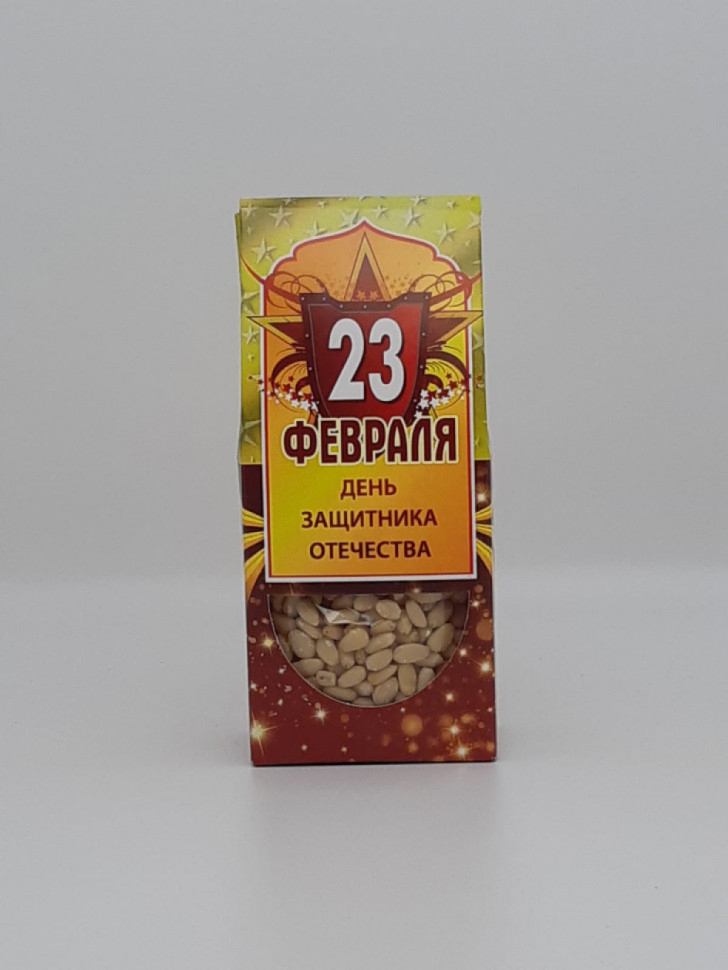 23
ФЕВРАЛЯ
ДЕНЬ
ЗАЩИТНИКА
ОТЕЧЕСТВА